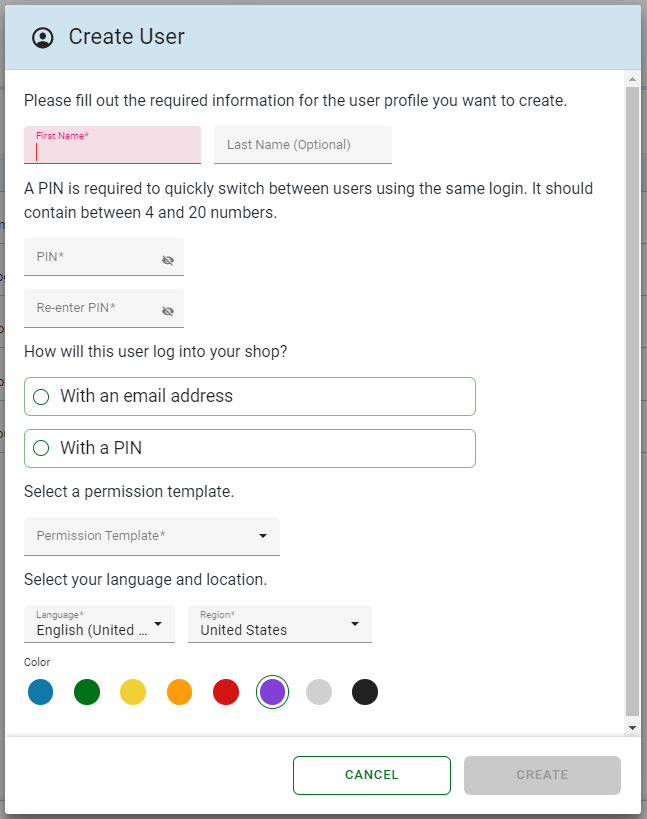 Create User
Please fill out the required information for the user profile you want to create.
First Name*
Last Name (Optional)
A PIN is required to quickly switch between users using the same login. It should
contain between 4 and 20 numbers.
PIN*
Re-enter PIN*
How will this user log into your shop?
With an email address
With a PIN
Select a permission template.
Permission Template*
Select your language and location.
Language*
English (United ...
Region*
United States
Color
CANCEL
CREATE